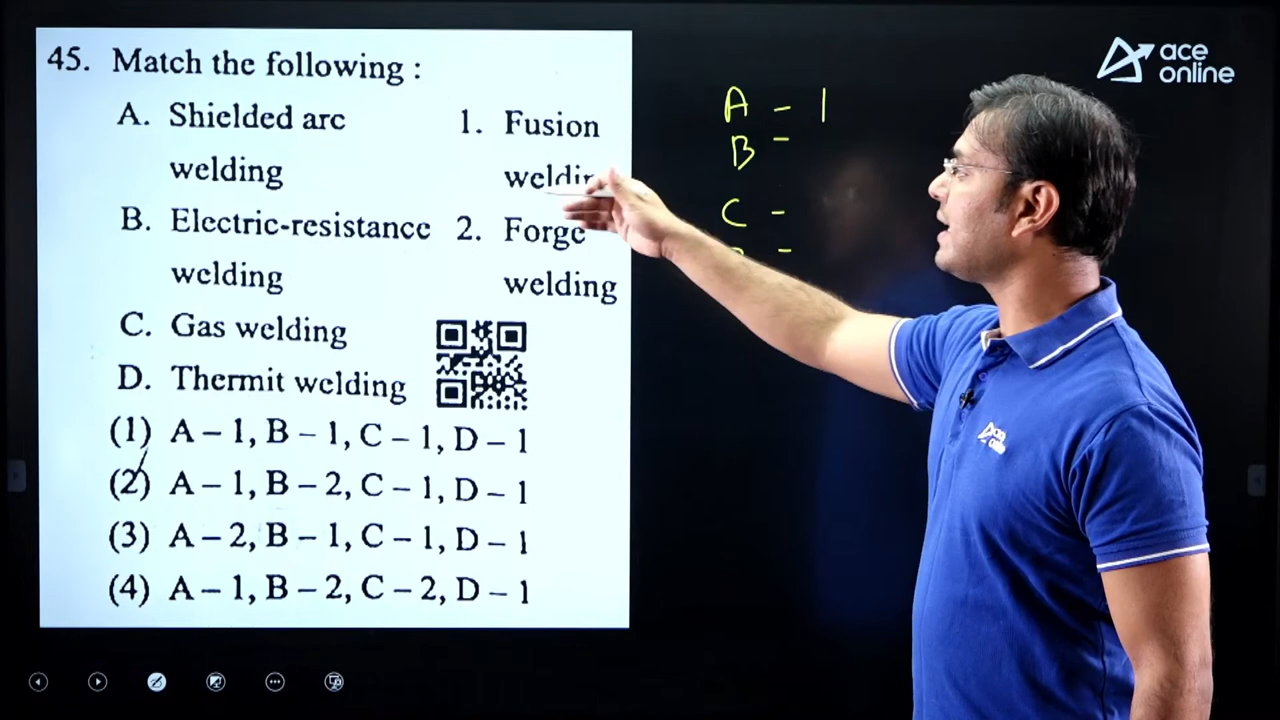 45. Match the following :
A. Shielded arc welding
1. Fusion
B. Electric-resistance welding
2. Forge welding
C. Gas welding
D. Thermit welding
(1) A – 1, B – 1, C – 1, D – 1
(2) A – 1, B – 2, C – 1, D – 1
(3) A – 2, B – 1, C – 1, D – 1
(4) A – 1, B – 2, C – 2, D – 1
A – 1
B –
C –
–
ace
online
ace
online